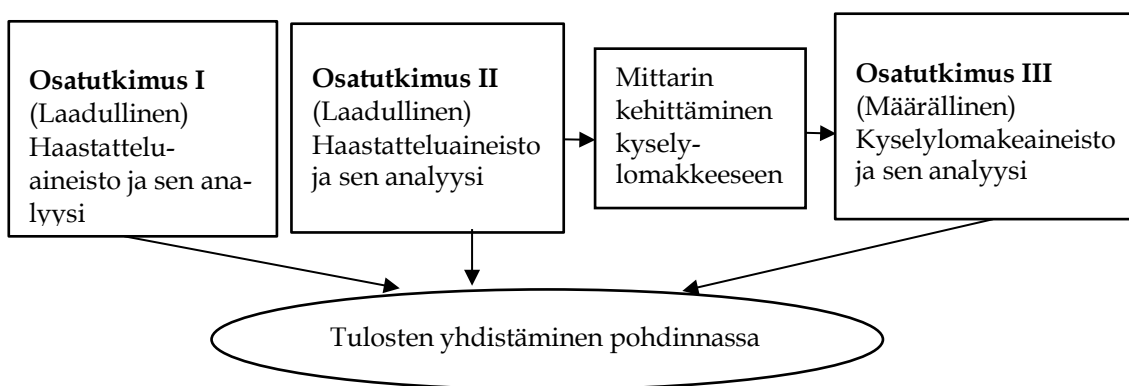 Osatutkimus I
(Laadullinen)
Haastattelu-
aineisto ja sen ana-
lyysi
Osatutkimus II
(Laadullinen)
Haastatteluaineisto
ja sen analyysi
Mittarin
kehittäminen
kysely-
lomakkeeseen
Osatutkimus III
(Määrällinen)
Kyselylomakeaineisto
ja sen analyysi
Tulosten yhdistäminen pohdinnassa